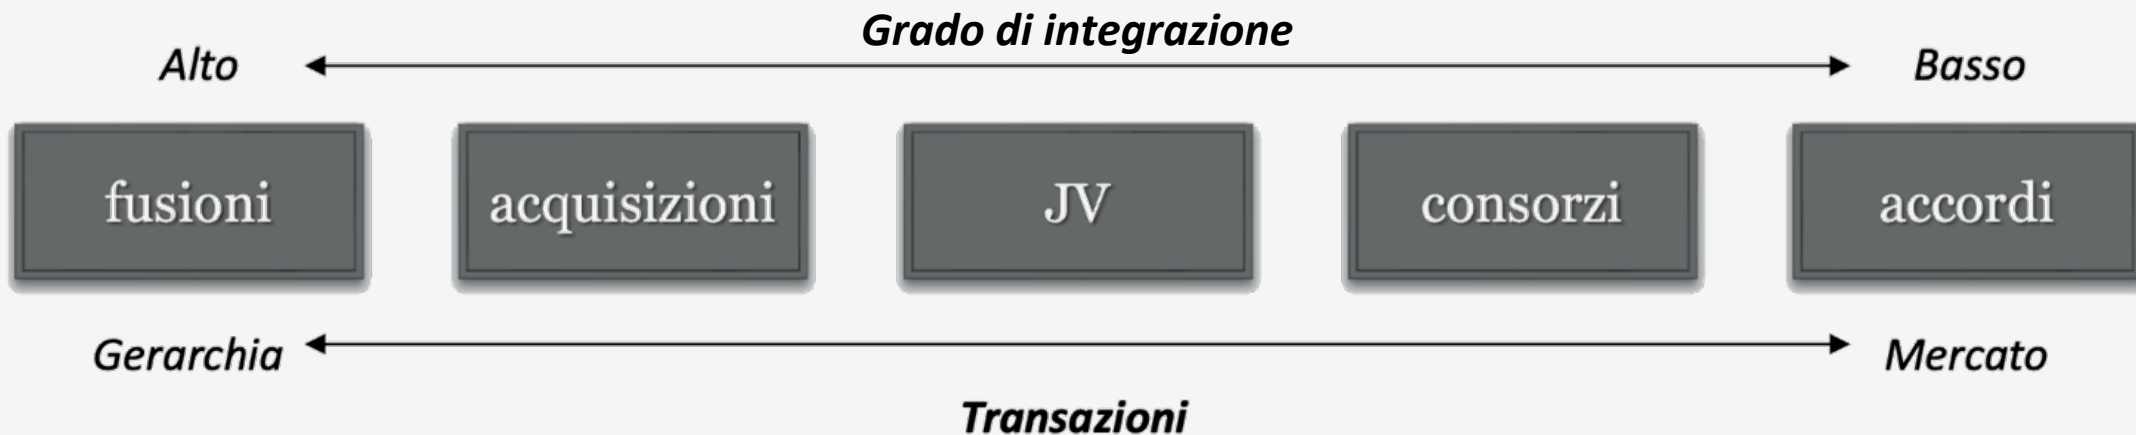 Grado di integrazione
Alto Basso
fusioni acquisizioni JV consorzi accordi
Gerarchia Mercato
Transazioni